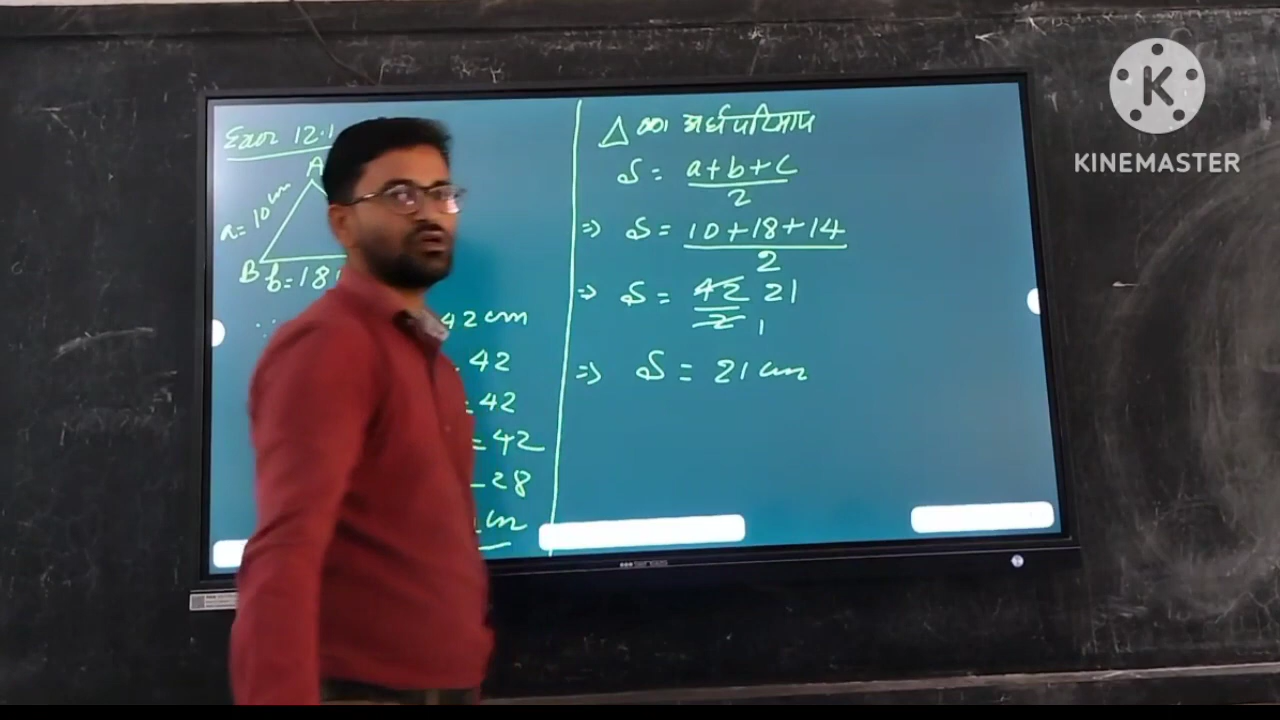 Exer 12.1
A
a = 10 cm
B
b = 18
∵ 42 cm
42
= 42
= 42
- 28
cm
△ का अर्धपरिमाप
S = a+b+c / 2
⇒ S = 10+18+14 / 2
⇒ S = 42 21 / 2 1
⇒ S = 21 cm
K
KINEMASTER